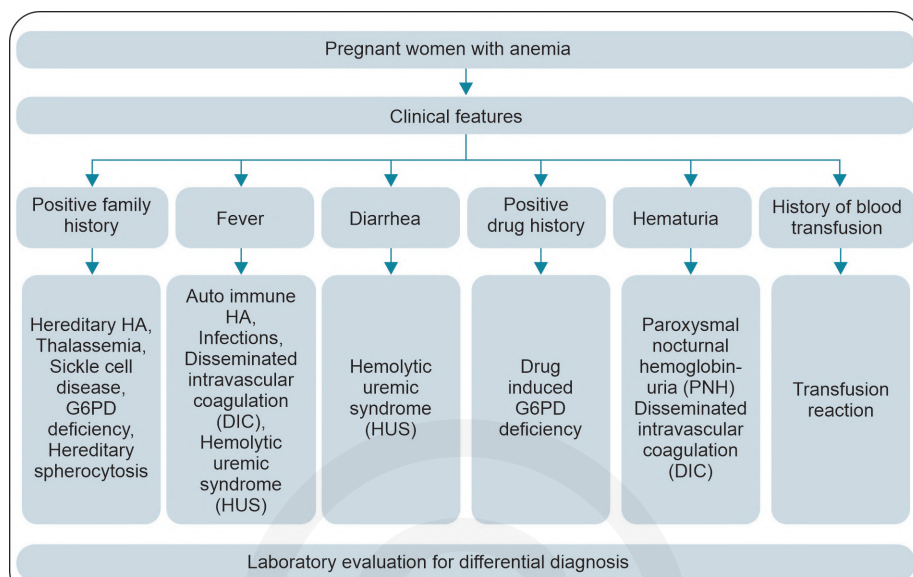 Pregnant women with anemia
Clinical features
Positive family
history
Fever
Diarrhea
Positive
drug history
Hematuria
History of blood
transfusion
Hereditary HA,
Thalassemia,
Sickle cell
disease,
G6PD
deficiency,
Hereditary
spherocytosis
Auto immune
HA,
Infections,
Disseminated
intravascular
coagulation
(DIC),
Hemolytic
uremic
syndrome
(HUS)
Hemolytic
uremic
syndrome
(HUS)
Drug
induced
G6PD
deficiency
Paroxysmal
nocturnal
hemoglobin-
uria (PNH)
Disseminated
intravascular
coagulation
(DIC)
Transfusion
reaction
Laboratory evaluation for differential diagnosis